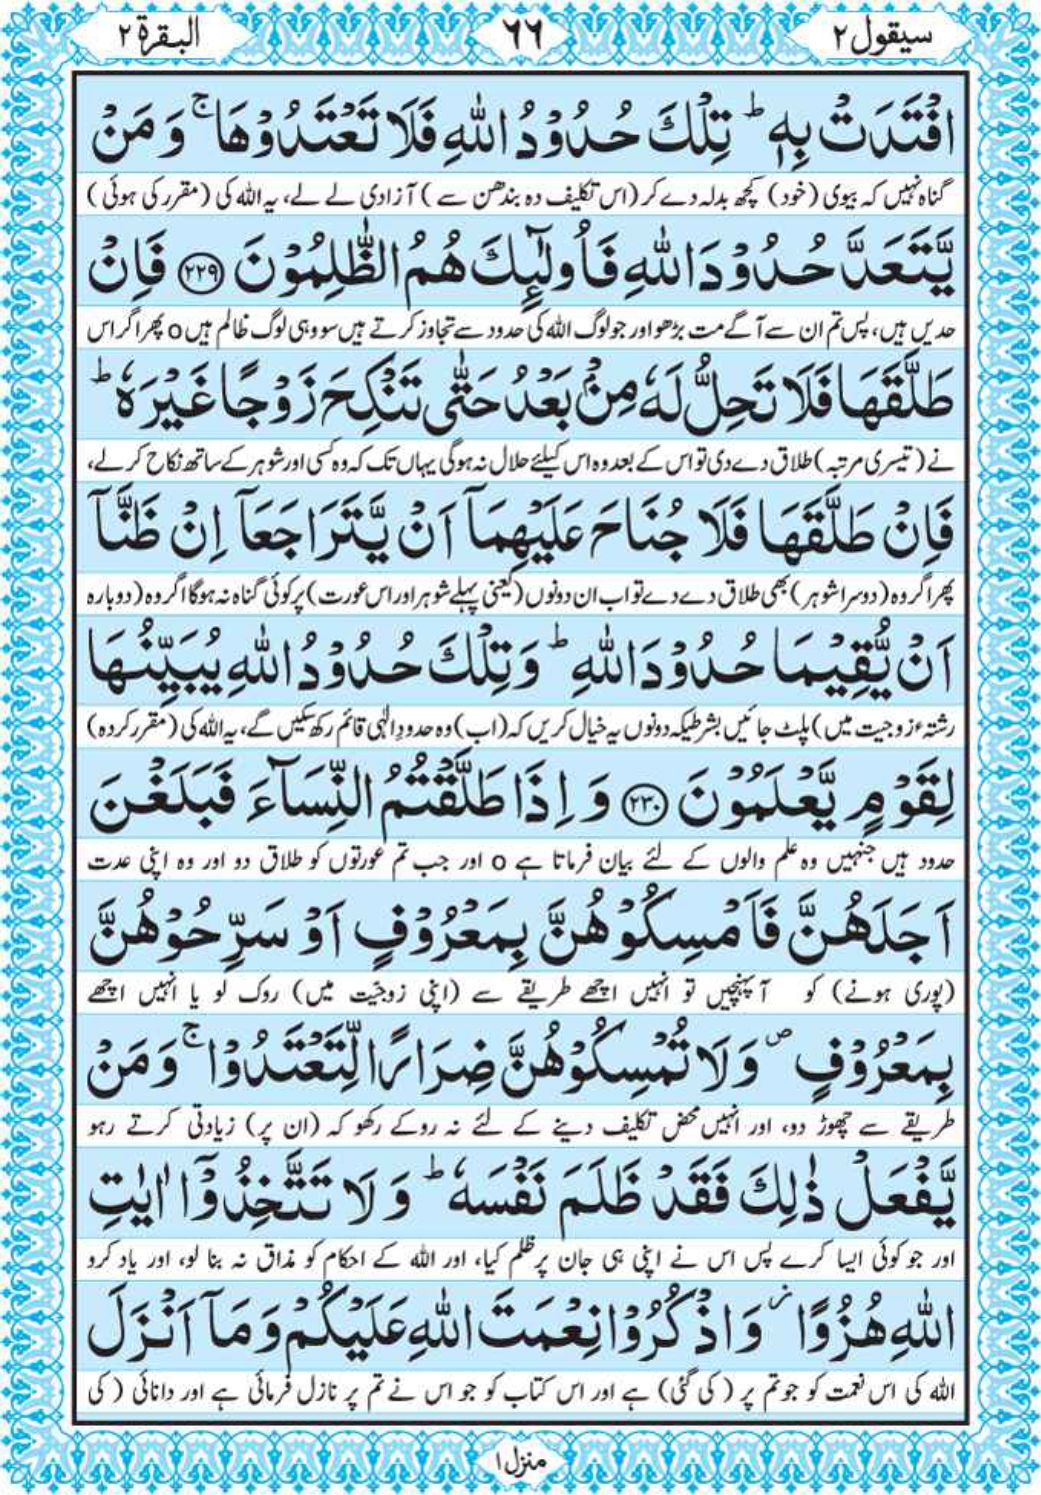 سیقول ۲ ۶۶ البقرۃ ۲
افْتَدَتْ بِهٖ ؕ تِلْكَ حُدُوْدُ اللّٰهِ فَلَا تَعْتَدُوْهَا ۚ وَ مَنْ
گناہ نہیں کہ بیوی (خود) کچھ بدلہ دے کر (اس تکلیف دہ بندھن سے) آزادی لے لے، یہ اللہ کی (مقرر کی ہوئی)
یَّتَعَدَّ حُدُوْدَ اللّٰهِ فَاُولٰٓىِٕكَ هُمُ الظّٰلِمُوْنَ ﴿۲۲۹﴾ فَاِنْ
حدیں ہیں، پس تم ان سے آگے مت بڑھو اور جو لوگ اللہ کی حدود سے تجاوز کرتے ہیں سو وہی لوگ ظالم ہیں o پھر اگر اس
طَلَّقَهَا فَلَا تَحِلُّ لَهٗ مِنْۢ بَعْدُ حَتّٰی تَنْكِحَ زَوْجًا غَیْرَهٗ ؕ
نے (تیسری مرتبہ) طلاق دے دی تو اس کے بعد وہ اس کیلئے حلال نہ ہوگی یہاں تک کہ وہ کسی اور شوہر کے ساتھ نکاح کر لے،
فَاِنْ طَلَّقَهَا فَلَا جُنَاحَ عَلَیْهِمَاۤ اَنْ یَّتَرَاجَعَاۤ اِنْ ظَنَّاۤ
پھر اگر وہ (دوسرا شوہر) بھی طلاق دے دے تو اب ان دونوں (یعنی پہلے شوہر اور اس عورت) پر کوئی گناہ نہ ہوگا اگر وہ (دوبارہ
اَنْ یُّقِیْمَا حُدُوْدَ اللّٰهِ ؕ وَ تِلْكَ حُدُوْدُ اللّٰهِ یُبَیِّنُهَا
رشتۂ زوجیت میں) پلٹ جائیں بشرطیکہ دونوں یہ خیال کریں کہ (اب) وہ حدودِ الٰہی قائم رکھ سکیں گے، یہ اللہ کی (مقرر کردہ)
لِقَوْمٍ یَّعْلَمُوْنَ ﴿۲۳۰﴾ وَ اِذَا طَلَّقْتُمُ النِّسَآءَ فَبَلَغْنَ
حدود ہیں جنہیں وہ علم والوں کے لئے بیان فرماتا ہے o اور جب تم عورتوں کو طلاق دو اور وہ اپنی عدت
اَجَلَهُنَّ فَاَمْسِكُوْهُنَّ بِمَعْرُوْفٍ اَوْ سَرِّحُوْهُنَّ
(پوری ہونے) کو آ پہنچیں تو انہیں اچھے طریقے سے (اپنی زوجیّت میں) روک لو یا انہیں اچھے
بِمَعْرُوْفٍ ۪ وَ لَا تُمْسِكُوْهُنَّ ضِرَارًا لِّتَعْتَدُوْا ۚ وَ مَنْ
طریقے سے چھوڑ دو، اور انہیں محض تکلیف دینے کے لئے نہ روکے رکھو کہ (ان پر) زیادتی کرتے رہو
یَّفْعَلْ ذٰلِكَ فَقَدْ ظَلَمَ نَفْسَهٗ ؕ وَ لَا تَتَّخِذُوْۤا اٰیٰتِ
اور جو کوئی ایسا کرے پس اس نے اپنی ہی جان پر ظلم کیا، اور اللہ کے احکام کو مذاق نہ بنا لو، اور یاد کرو
اللّٰهِ هُزُوًا ؗ وَ اذْكُرُوْا نِعْمَتَ اللّٰهِ عَلَیْكُمْ وَ مَاۤ اَنْزَلَ
اللہ کی اس نعمت کو جو تم پر (کی گئی) ہے اور اس کتاب کو جو اس نے تم پر نازل فرمائی ہے اور دانائی (کی
منزل ۱